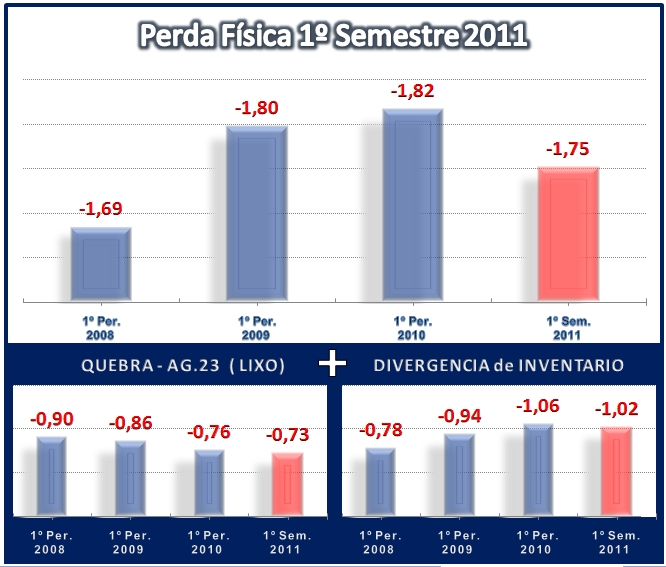 Perda Física 1º Semestre 2011
-1,69
-1,80
-1,82
-1,75
1º Per.
2008
1º Per.
2009
1º Per.
2010
1º Sem.
2011
QUEBRA - AG.23 ( LIXO) + DIVERGENCIA de INVENTARIO
-0,90
-0,86
-0,76
-0,73
1º Per.
2008
1º Per.
2009
1º Per.
2010
1º Sem.
2011
-0,78
-0,94
-1,06
-1,02
1º Per.
2008
1º Per.
2009
1º Per.
2010
1º Sem.
2011